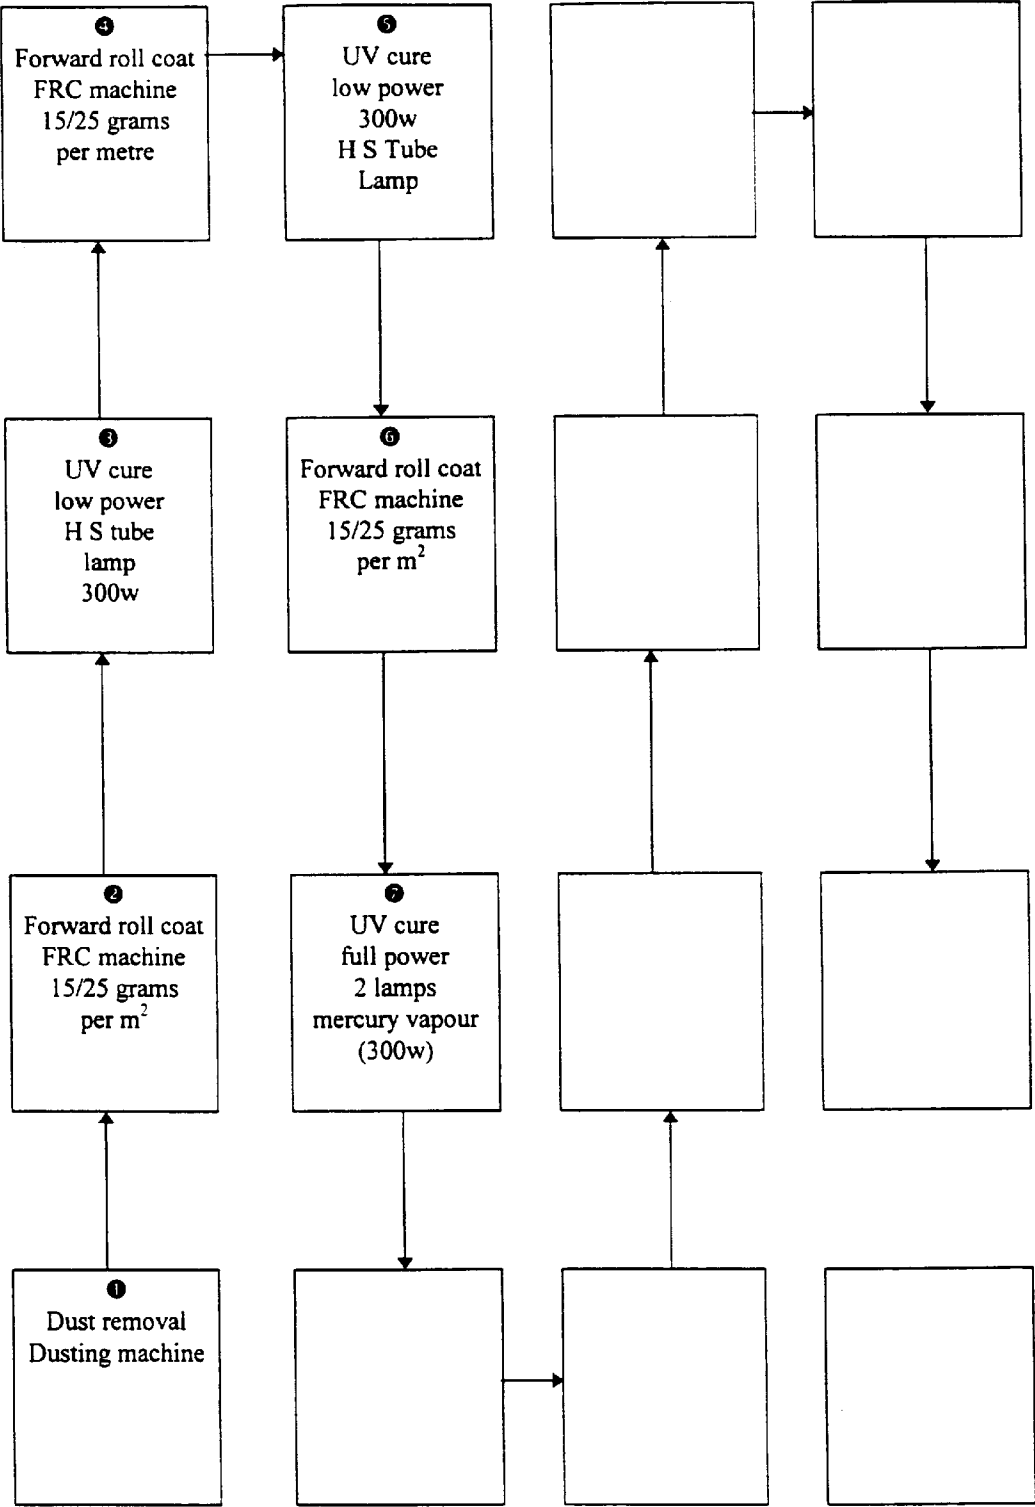 ❶
Dust removal
Dusting machine
❷
Forward roll coat
FRC machine
15/25 grams
per m²
❸
UV cure
low power
H S tube
lamp
300w
❹
Forward roll coat
FRC machine
15/25 grams
per metre
❺
UV cure
low power
300w
H S Tube
Lamp
❻
Forward roll coat
FRC machine
15/25 grams
per m²
❼
UV cure
full power
2 lamps
mercury vapour
(300w)